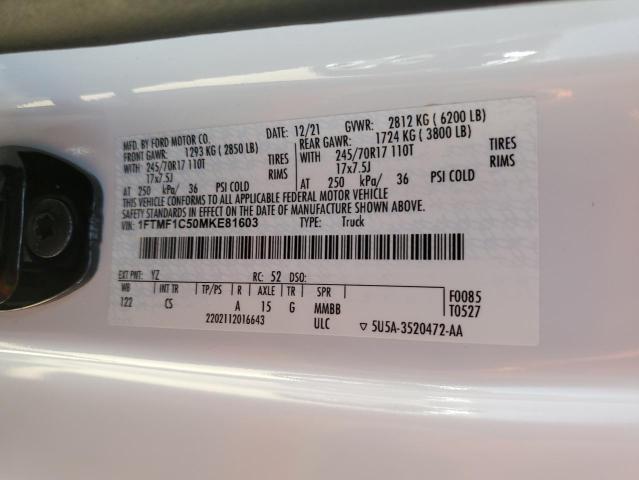 MFD. BY FORD MOTOR CO. DATE: 12/21 GVWR: 2812 KG ( 6200 LB)
FRONT GAWR: 1293 KG ( 2850 LB) REAR GAWR: 1724 KG ( 3800 LB)
WITH 245/70R17 110T TIRES WITH 245/70R17 110T TIRES
17x7.5J RIMS 17x7.5J RIMS
AT 250 kPa/ 36 PSI COLD AT 250 kPa/ 36 PSI COLD
THIS VEHICLE CONFORMS TO ALL APPLICABLE FEDERAL MOTOR VEHICLE
SAFETY STANDARDS IN EFFECT ON THE DATE OF MANUFACTURE SHOWN ABOVE.
VIN: 1FTMF1C50MKE81603 TYPE: Truck
EXT PNT: YZ RC: 52 DSO:
WB INT TR TP/PS R AXLE TR SPR F0085
122 CS A 15 G MMBB T0527
2202112016643 ULC ▽ 5U5A-3520472-AA